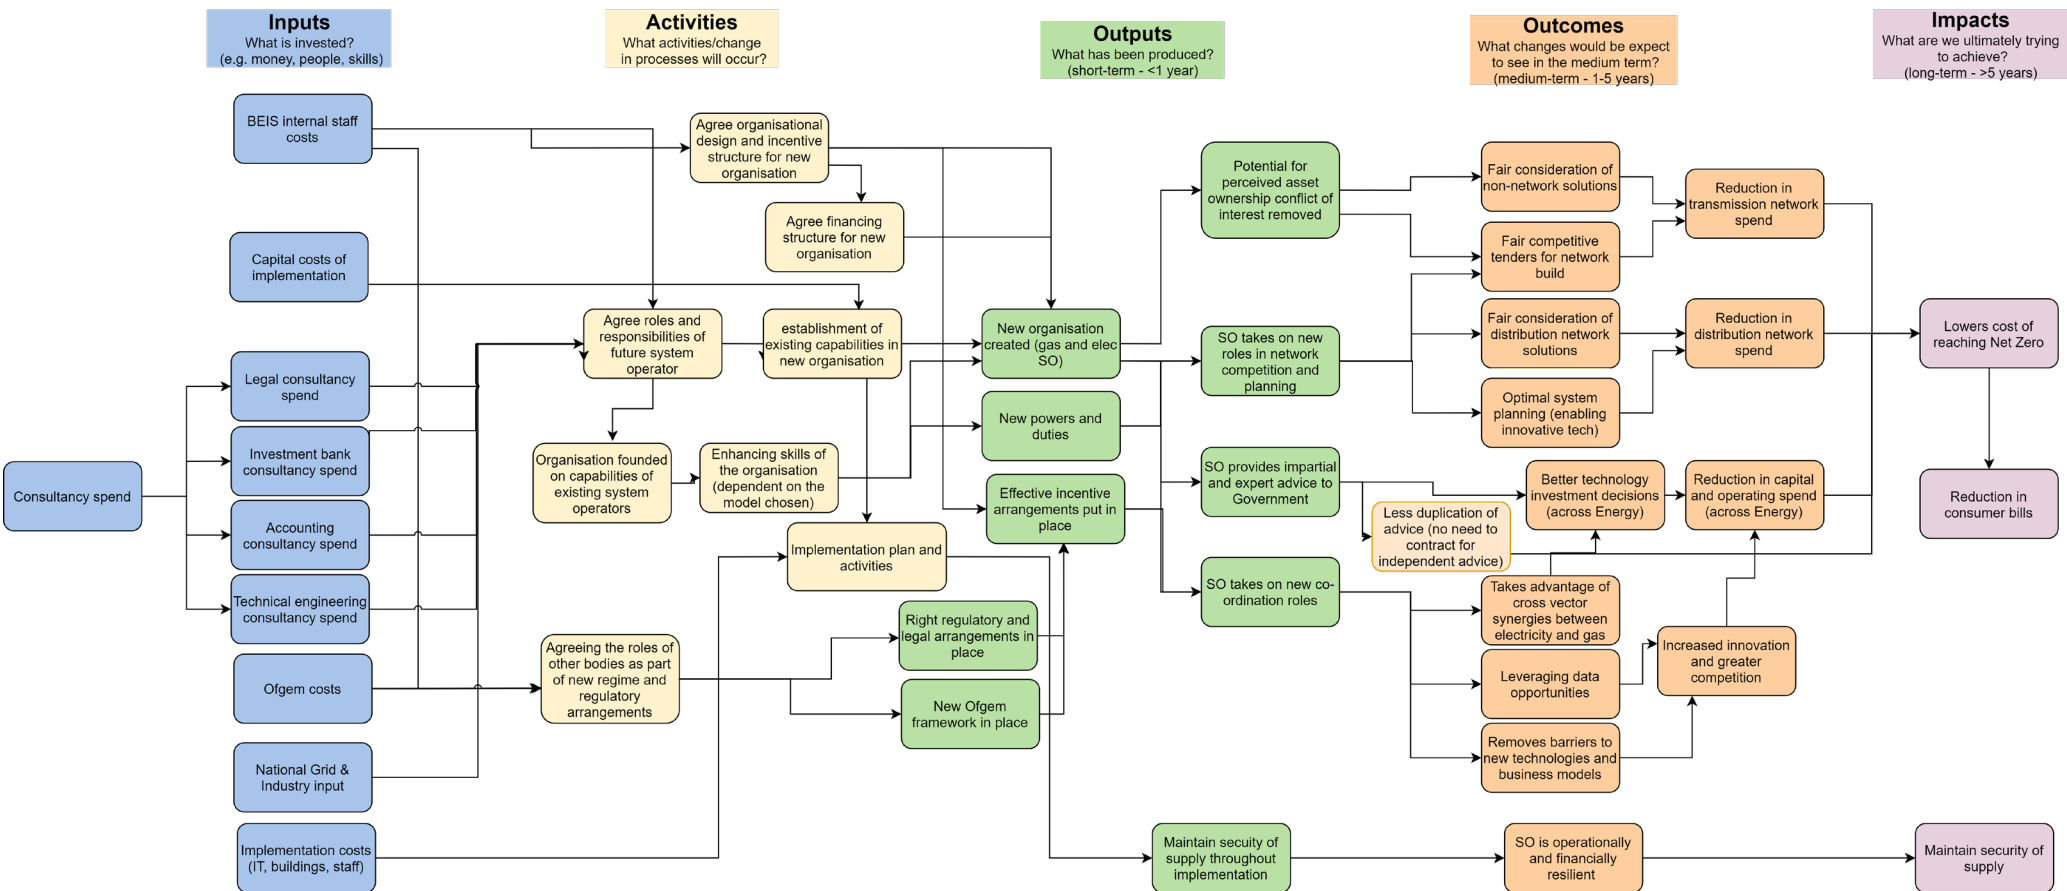 Inputs
What is invested?
(e.g. money, people, skills)
Activities
What activities/change
in processes will occur?
Outputs
What has been produced?
(short-term - <1 year)
Outcomes
What changes would be expect
to see in the medium term?
(medium-term - 1-5 years)
Impacts
What are we ultimately trying
to achieve?
(long-term - >5 years)
Consultancy spend
BEIS internal staff
costs
Capital costs of
implementation
Legal consultancy
spend
Investment bank
consultancy spend
Accounting
consultancy spend
Technical engineering
consultancy spend
Ofgem costs
National Grid &
Industry input
Implementation costs
(IT, buildings, staff)
Agree organisational
design and incentive
structure for new
organisation
Agree financing
structure for new
organisation
Agree roles and
responsibilities of
future system
operator
establishment of
existing capabilities in
new organisation
Organisation founded
on capabilities of
existing system
operators
Enhancing skills of
the organisation
(dependent on the
model chosen)
Implementation plan and
activities
Agreeing the roles of
other bodies as part
of new regime and
regulatory
arrangements
New organisation
created (gas and elec
SO)
New powers and
duties
Effective incentive
arrangements put in
place
Right regulatory and
legal arrangements in
place
New Ofgem
framework in place
Potential for
perceived asset
ownership conflict of
interest removed
SO takes on new
roles in network
competition and
planning
SO provides impartial
and expert advice to
Government
SO takes on new co-
ordination roles
Maintain secuity of
supply throughout
implementation
Fair consideration of
non-network solutions
Fair competitive
tenders for network
build
Fair consideration of
distribution network
solutions
Optimal system
planning (enabling
innovative tech)
Better technology
investment decisions
(across Energy)
Less duplication of
advice (no need to
contract for
independent advice)
Takes advantage of
cross vector
synergies between
electricity and gas
Leveraging data
opportunities
Removes barriers to
new technologies and
business models
SO is operationally
and financially
resilient
Reduction in
transmission network
spend
Reduction in
distribution network
spend
Reduction in capital
and operating spend
(across Energy)
Increased innovation
and greater
competition
Lowers cost of
reaching Net Zero
Reduction in
consumer bills
Maintain security of
supply